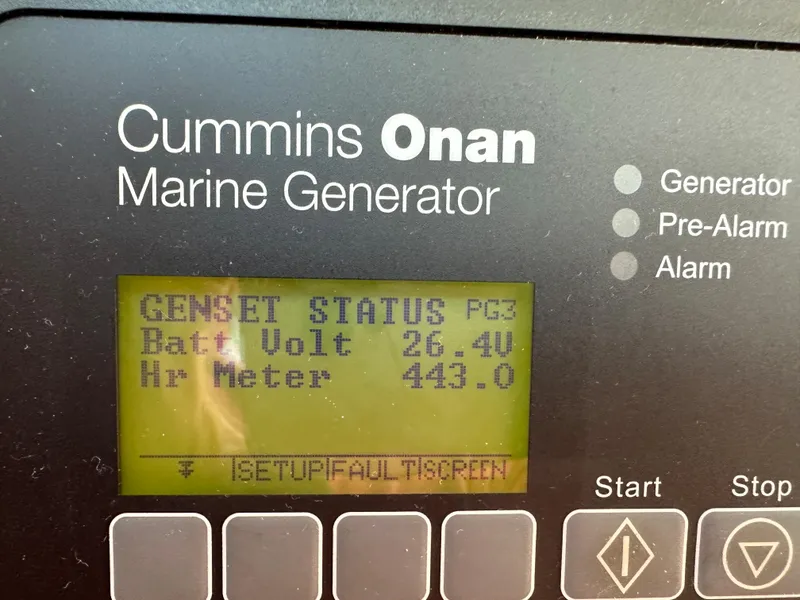 Cummins Onan
Marine Generator
Generator
Pre-Alarm
Alarm
GENSET STATUS PG3
Batt Volt 26.4V
Hr Meter 443.0
|SETUP|FAULT|SCREEN
Start
Stop